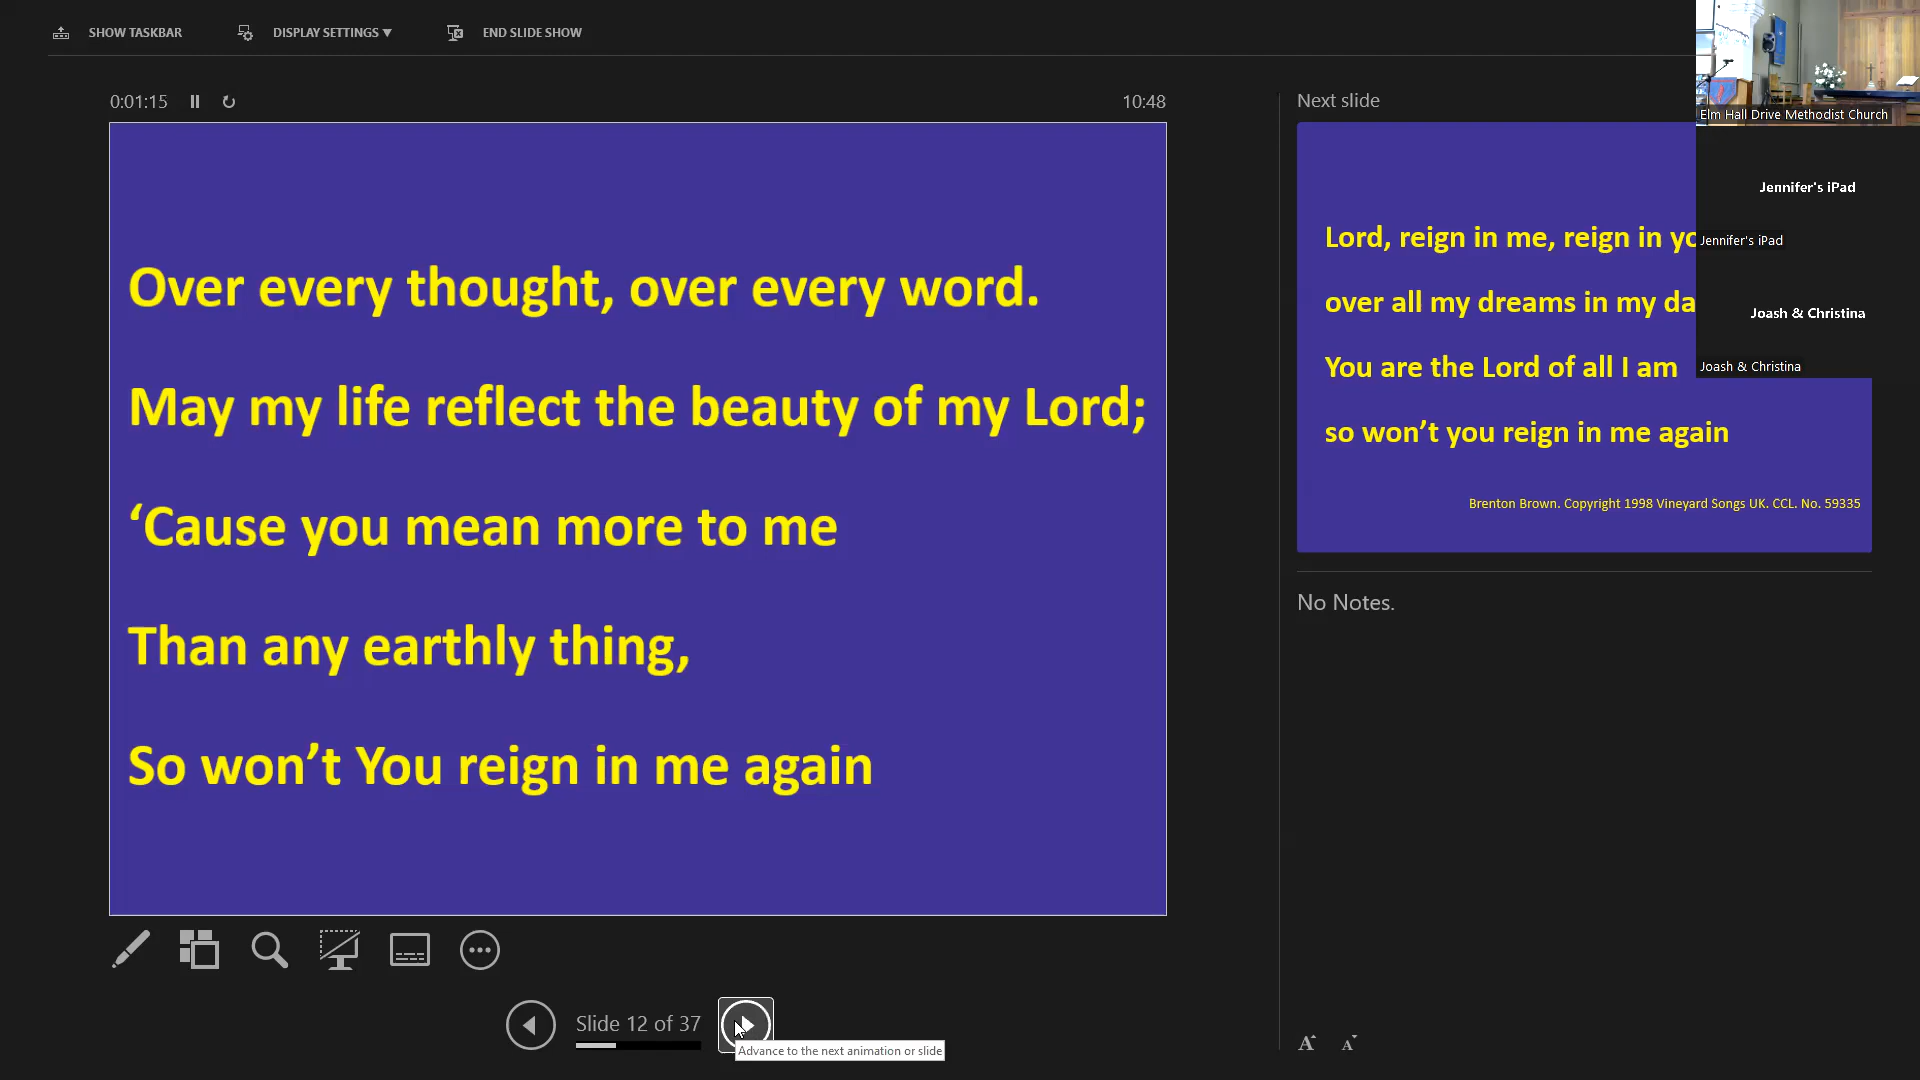 SHOW TASKBAR
DISPLAY SETTINGS ▼
END SLIDE SHOW
0:01:15
10:48
Over every thought, over every word.
May my life reflect the beauty of my Lord;
‘Cause you mean more to me
Than any earthly thing,
So won’t You reign in me again
Slide 12 of 37
Advance to the next animation or slide
Next slide
Lord, reign in me, reign in yo
over all my dreams in my da
You are the Lord of all I am
so won’t you reign in me again
Brenton Brown. Copyright 1998 Vineyard Songs UK. CCL. No. 59335
No Notes.
A
A
Elm Hall Drive Methodist Church
Jennifer's iPad
Jennifer's iPad
Joash & Christina
Joash & Christina